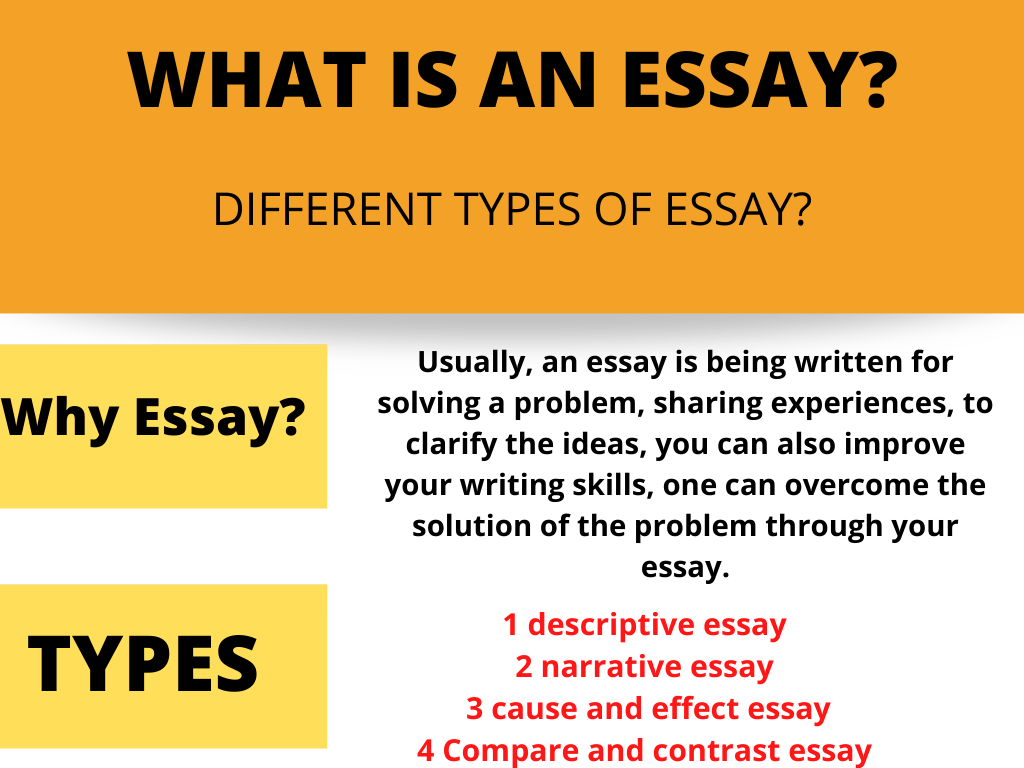 WHAT IS AN ESSAY?
DIFFERENT TYPES OF ESSAY?
Why Essay?
Usually, an essay is being written for
solving a problem, sharing experiences, to
clarify the ideas, you can also improve
your writing skills, one can overcome the
solution of the problem through your
essay.
TYPES
1 descriptive essay
2 narrative essay
3 cause and effect essay
4 Compare and contrast essay